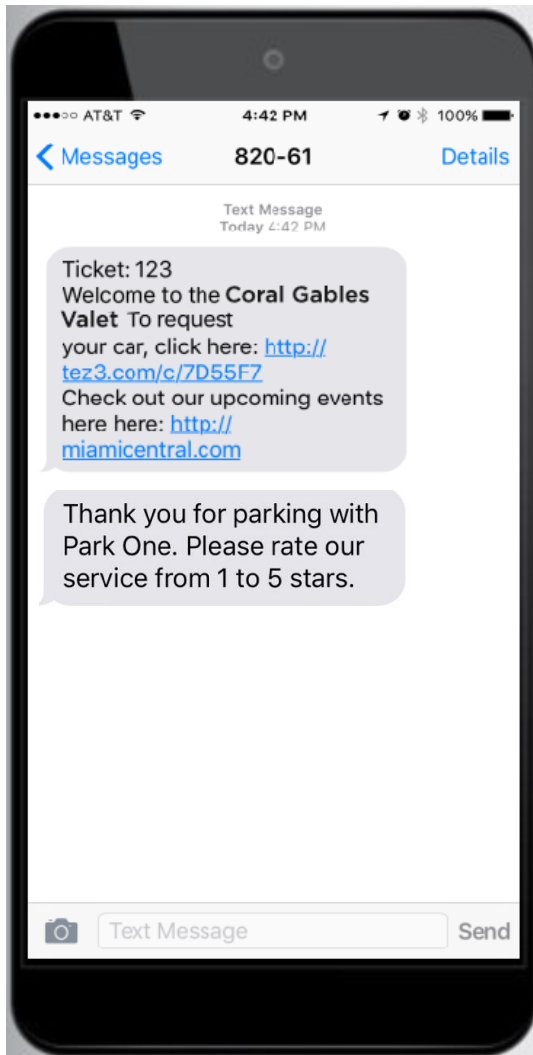 AT&T 4:42 PM 100%
Messages 820-61 Details
Text Message
Today 4:42 PM
Ticket: 123
Welcome to the Coral Gables
Valet To request
your car, click here: http://
tez3.com/c/7D55F7
Check out our upcoming events
here here: http://
miamicentral.com
Thank you for parking with
Park One. Please rate our
service from 1 to 5 stars.
Text Message Send